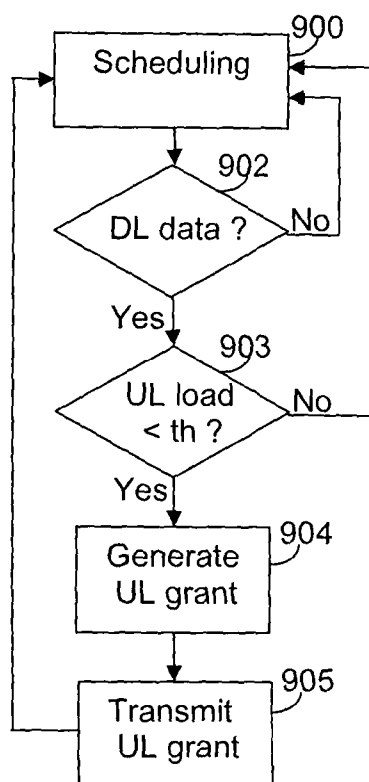 900
Scheduling
902
DL data ?
No
Yes
903
UL load
< th ?
No
Yes
904
Generate
UL grant
905
Transmit
UL grant